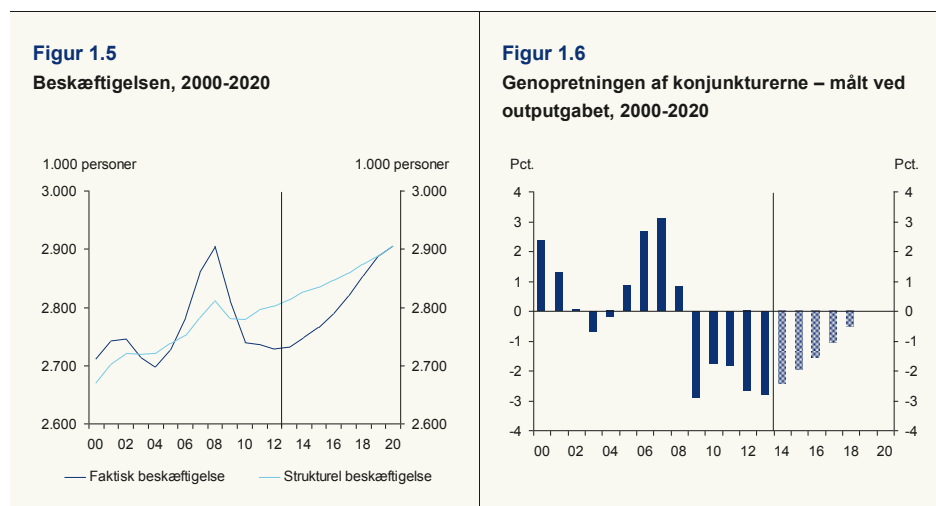 Figur 1.5
Beskæftigelsen, 2000-2020
1.000 personer 1.000 personer
3.000 3.000
2.900 2.900
2.800 2.800
2.700 2.700
2.600 2.600
00 02 04 06 08 10 12 14 16 18 20
Faktisk beskæftigelse Strukturel beskæftigelse
Figur 1.6
Genopretningen af konjunkturerne – målt ved
outputgabet, 2000-2020
Pct. Pct.
4 4
3 3
2 2
1 1
0 0
-1 -1
-2 -2
-3 -3
-4 -4
00 02 04 06 08 10 12 14 16 18 20